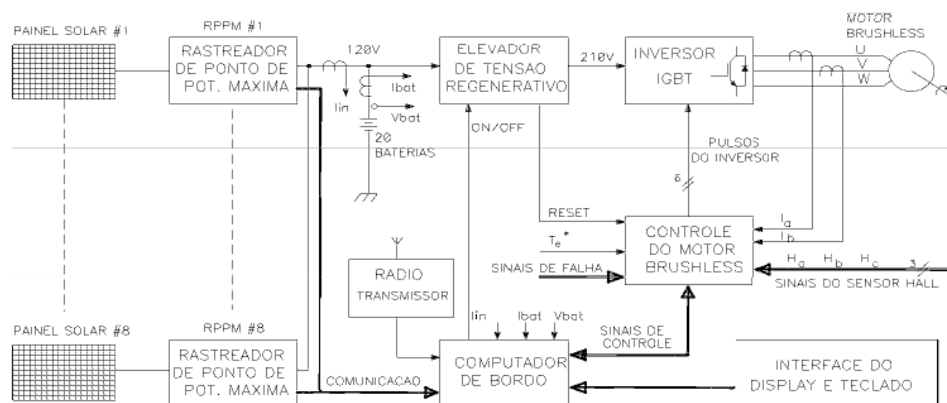 PAINEL SOLAR #1
RPPM #1
RASTREADOR
DE PONTO DE
POT. MAXIMA
120V
Iin
Ibat
Vbat
20
BATERIAS
ELEVADOR
DE TENSAO
REGENERATIVO
210V
INVERSOR
IGBT
MOTOR
BRUSHLESS
U
V
W
ON/OFF
PULSOS
DO INVERSOR
6
RESET
Te*
SINAIS DE FALHA
CONTROLE
DO MOTOR
BRUSHLESS
Ia
Ib
Ha Hb Hc 3
SINAIS DO SENSOR HALL
RADIO
TRANSMISSOR
PAINEL SOLAR #8
RPPM #8
RASTREADOR
DE PONTO DE
POT. MAXIMA
COMUNICACAO
Iin Ibat Vbat
COMPUTADOR
DE BORDO
SINAIS DE
CONTROLE
INTERFACE DO
DISPLAY E TECLADO